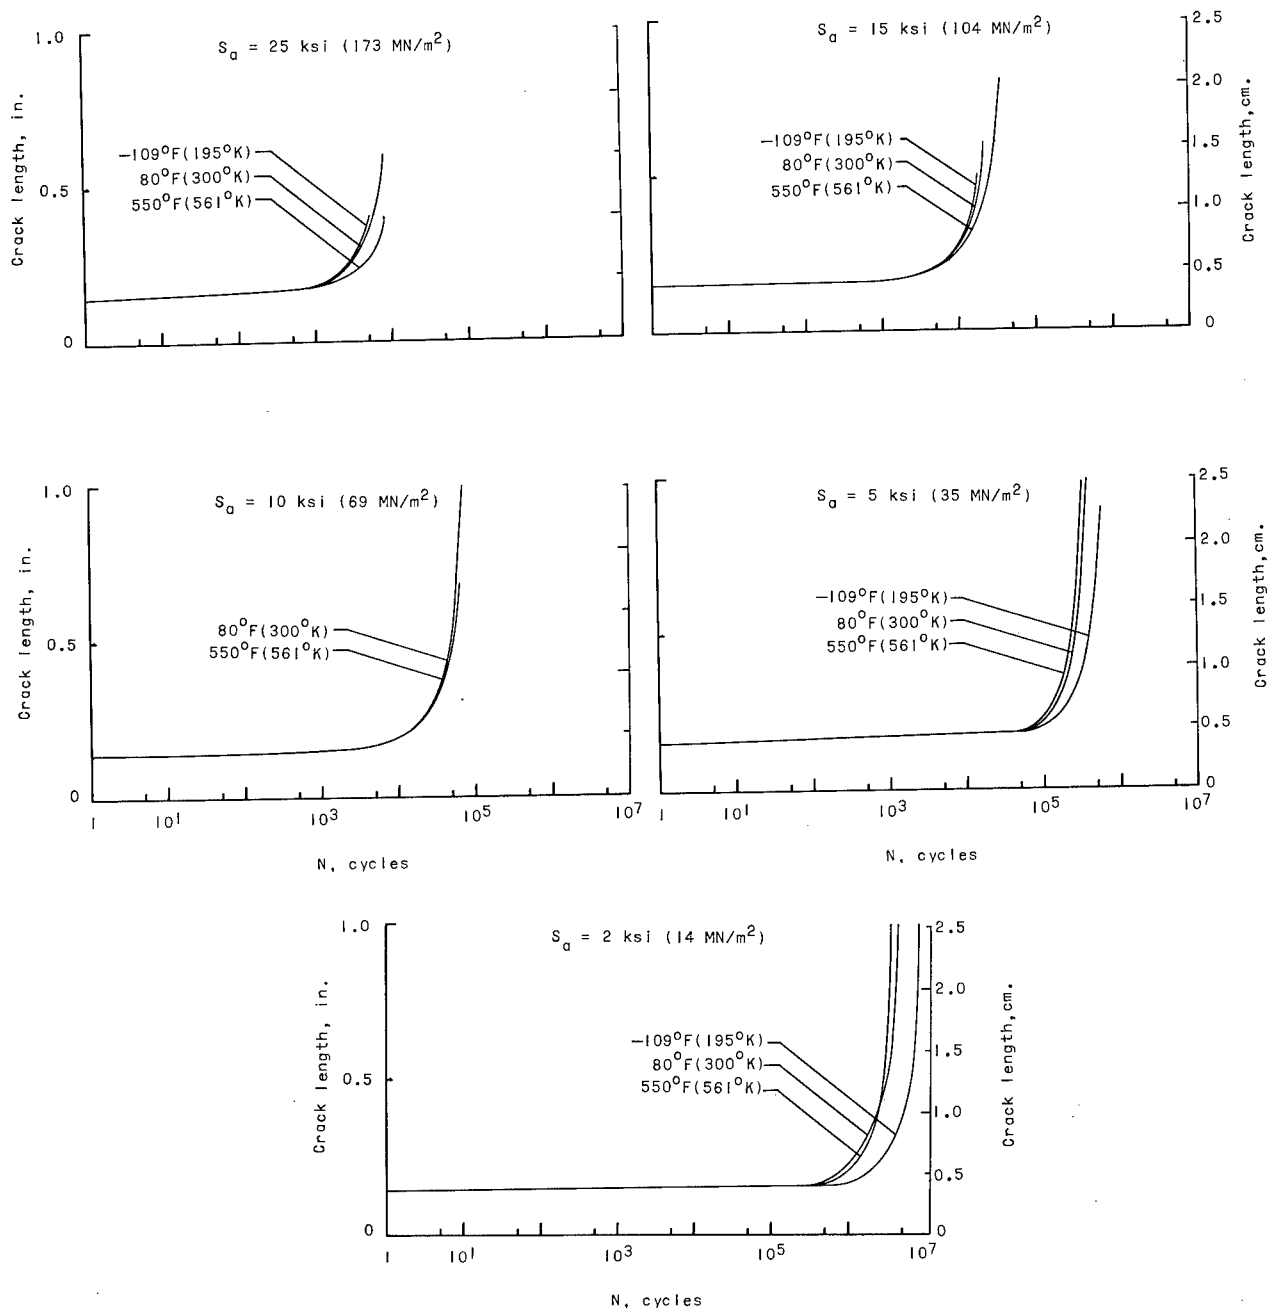 S_a = 25 ksi (173 MN/m²)
1.0
Crack length, in.
−109°F(195°K)
80°F(300°K)
550°F(561°K)
0.5
0
S_a = 15 ksi (104 MN/m²)
2.5
2.0
−109°F(195°K)
80°F(300°K)
550°F(561°K)
1.5
1.0
0.5
0
Crack length,cm.
S_a = 10 ksi (69 MN/m²)
1.0
Crack length, in.
80°F(300°K)
550°F(561°K)
0.5
0
1 10¹ 10³ 10⁵ 10⁷
N, cycles
S_a = 5 ksi (35 MN/m²)
2.5
2.0
−109°F(195°K)
80°F(300°K)
550°F(561°K)
1.5
1.0
0.5
0
Crack length,cm.
1 10¹ 10³ 10⁵ 10⁷
N, cycles
S_a = 2 ksi (14 MN/m²)
1.0
Crack length, in.
−109°F(195°K)
80°F(300°K)
550°F(561°K)
0.5
0
2.5
2.0
1.5
1.0
0.5
0
Crack length,cm.
1 10¹ 10³ 10⁵ 10⁷
N, cycles